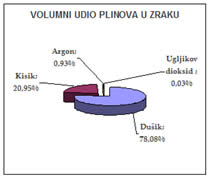 VOLUMNI UDIO PLINOVA U ZRAKU
Argon:
0.93%
Ugljikov
dioksid :
0.03%
Kisik:
20.95%
Dušik:
78.08%